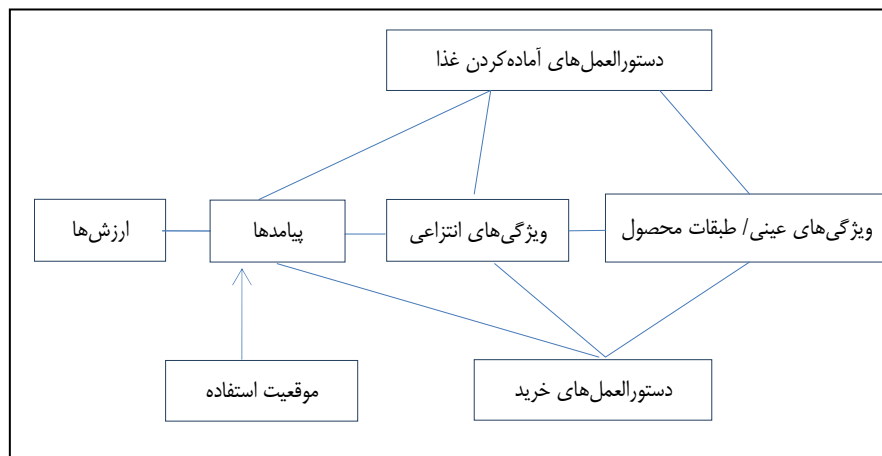 دستورالعمل‌های آماده‌کردن غذا
ویژگی‌های عینی/ طبقات محصول
ویژگی‌های انتزاعی
پیامدها
ارزش‌ها
دستورالعمل‌های خرید
موقعیت استفاده